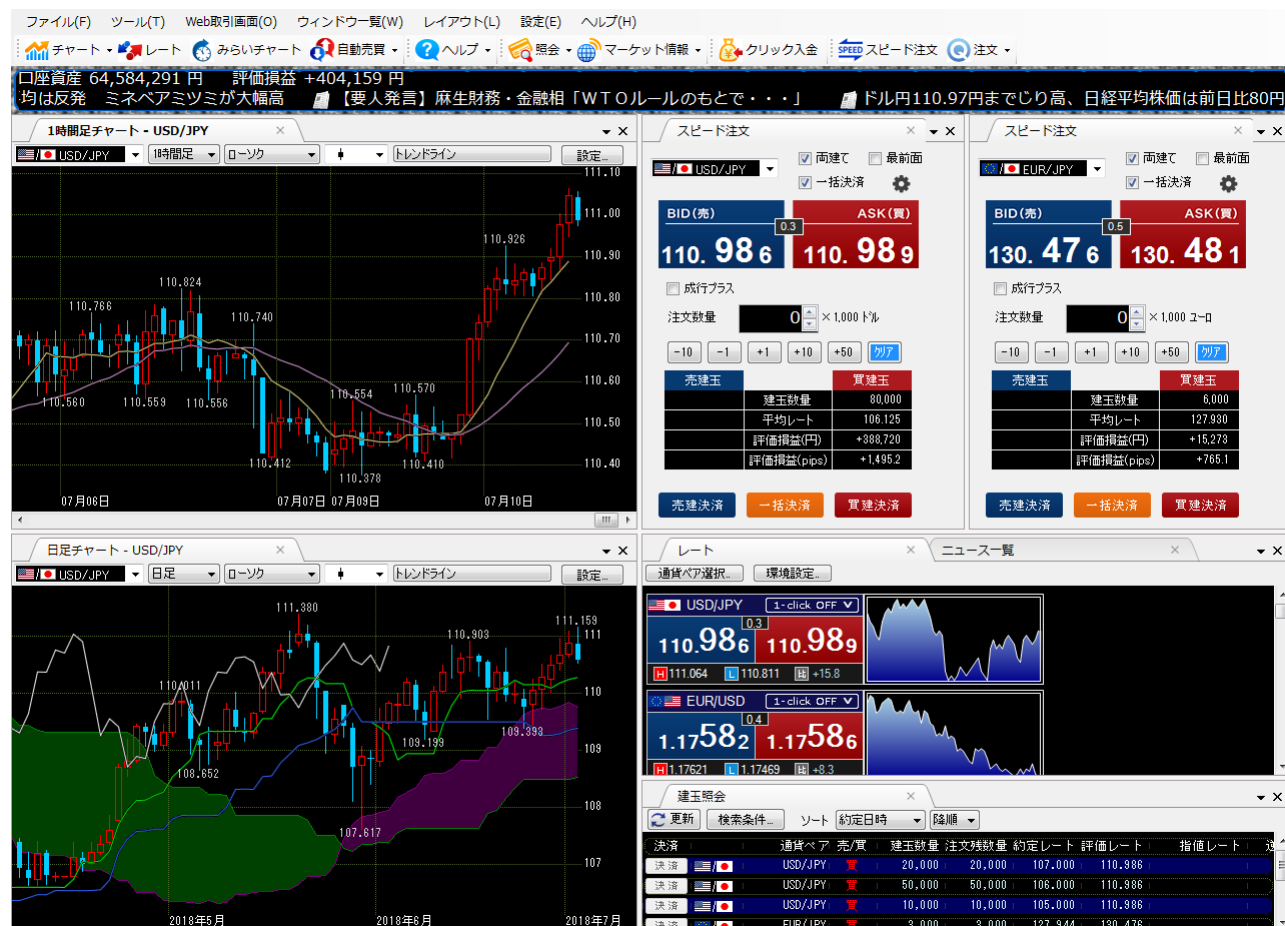 ファイル(F) ツール(T) Web取引画面(O) ウィンドウ一覧(W) レイアウト(L) 設定(E) ヘルプ(H)
チャート レート みらいチャート 自動売買 ヘルプ 照会 マーケット情報 クリック入金 SPEED スピード注文 注文
口座資産 64,584,291 円 評価損益 +404,159 円
均は反発 ミネベアミツミが大幅高 【要人発言】麻生財務・金融相「WTOルールのもとで・・・」 ドル円110.97円までじり高、日経平均株価は前日比80円
1時間足チャート - USD/JPY
USD/JPY 1時間足 ローソク トレンドライン 設定...
111.10
111.00
110.926
110.90
110.824
110.80
110.766
110.740
110.70
110.60
110.570
110.554
110.560 110.559 110.556
110.50
110.412 110.410
110.40
110.378
07月06日 07月07日 07月09日 07月10日
スピード注文
USD/JPY 両建て 最前面
一括決済
BID(売) 0.3 ASK(買)
110. 98 6 110. 98 9
成行プラス
注文数量 0 ×1,000 ドル
-10 -1 +1 +10 +50 クリア
売建玉 買建玉
建玉数量 80,000
平均レート 106.125
評価損益(円) +388,720
評価損益(pips) +1,495.2
売建決済 一括決済 買建決済
スピード注文
EUR/JPY 両建て 最前面
一括決済
BID(売) 0.5 ASK(買)
130. 47 6 130. 48 1
成行プラス
注文数量 0 ×1,000 ユーロ
-10 -1 +1 +10 +50 クリア
売建玉 買建玉
建玉数量 6,000
平均レート 127.930
評価損益(円) +15,273
評価損益(pips) +765.1
売建決済 一括決済 買建決済
日足チャート - USD/JPY
USD/JPY 日足 ローソク トレンドライン 設定...
111.380
111.159
111
110.903
110.011
110
109.393
109.199
109
108.652
108
107.617
107
2018年5月 2018年6月 2018年7月
レート ニュース一覧
通貨ペア選択... 環境設定...
USD/JPY 1-click OFF
0.3
110.986 110.989
H 111.064 L 110.811 比 +15.8
EUR/USD 1-click OFF
0.4
1.17582 1.17586
H 1.17621 L 1.17469 比 +8.3
建玉照会
更新 検索条件... ソート 約定日時 降順
決済 通貨ペア 売/買 建玉数量 注文残数量 約定レート 評価レート 指値レート
決済 USD/JPY 買 20,000 20,000 107.000 110.986
決済 USD/JPY 買 50,000 50,000 106.000 110.986
決済 USD/JPY 買 10,000 10,000 105.000 110.986
決済 EUR/JPY 買 3,000 3,000 127.944 130.476